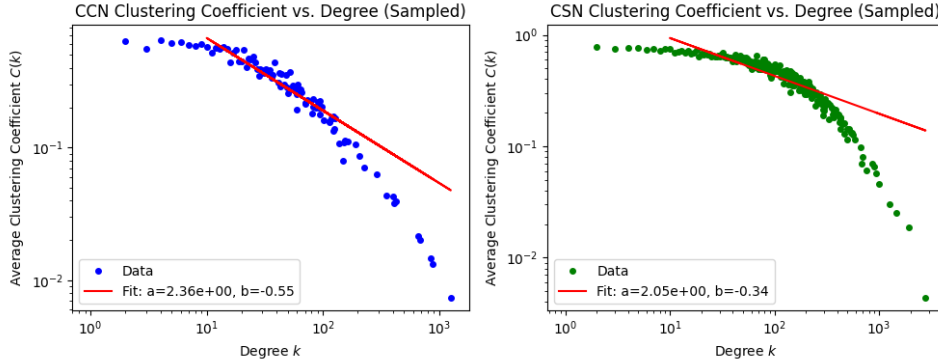 CCN Clustering Coefficient vs. Degree (Sampled)
Average Clustering Coefficient C(k)
10⁻¹
10⁻²
Data
Fit: a=2.36e+00, b=-0.55
10⁰ 10¹ 10² 10³
Degree k
CSN Clustering Coefficient vs. Degree (Sampled)
Average Clustering Coefficient C(k)
10⁰
10⁻¹
10⁻²
Data
Fit: a=2.05e+00, b=-0.34
10⁰ 10¹ 10² 10³
Degree k